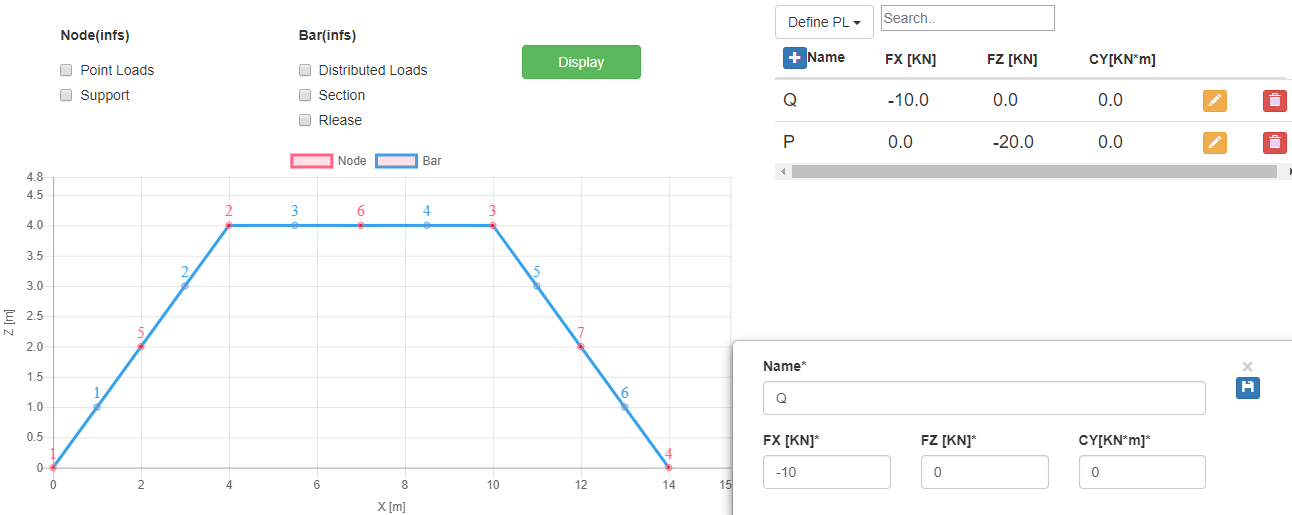 Node(infs)
Point Loads
Support
Bar(infs)
Distributed Loads
Section
Rlease
Display
Node Bar
4.8
4.5
4.0
3.5
3.0
2.5
2.0
1.5
1.0
0.5
0
Z [m]
2 3 6 4 3
2 5
5 7
1 6
1 4
0 2 4 6 8 10 12 14 15
X [m]
Define PL
Search..
Name FX [KN] FZ [KN] CY[KN*m]
Q -10.0 0.0 0.0
P 0.0 -20.0 0.0
Name*
×
Q
FX [KN]* FZ [KN]* CY[KN*m]*
-10 0 0